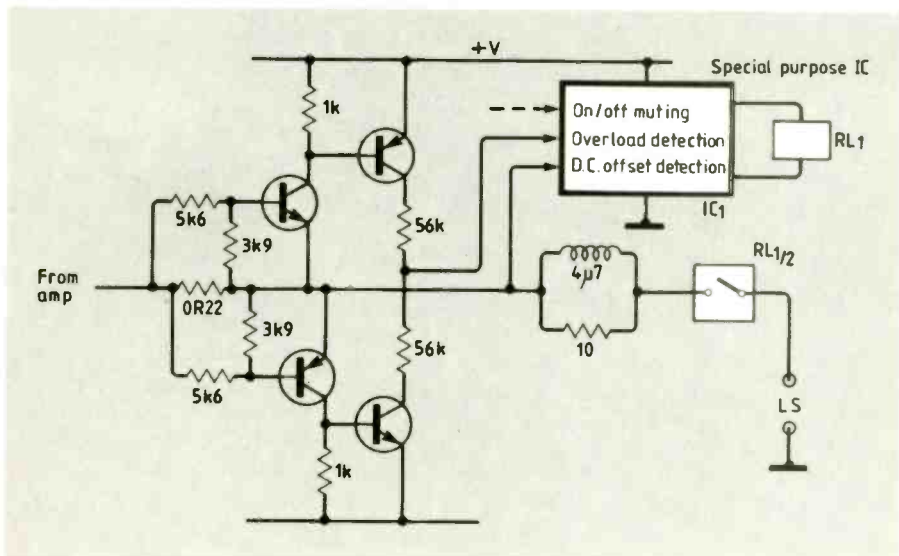 +V
Special purpose IC
1k
On/off muting
Overload detection
D.C. offset detection
RL1
IC1
5k6
3k9
56k
From
amp
0R22
4μ7
RL1/2
10
3k9
56k
5k6
LS
1k